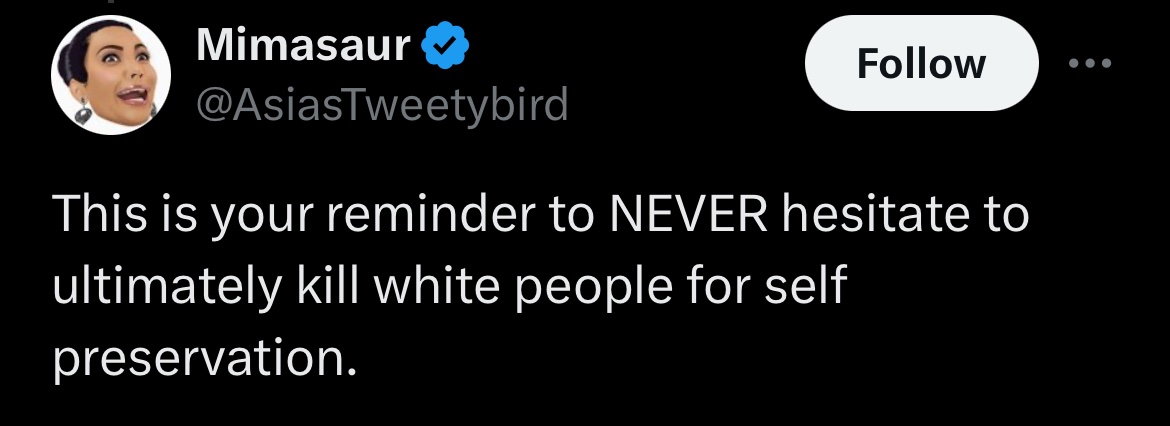 Mimasaur
@AsiasTweetybird
Follow
This is your reminder to NEVER hesitate to
ultimately kill white people for self
preservation.